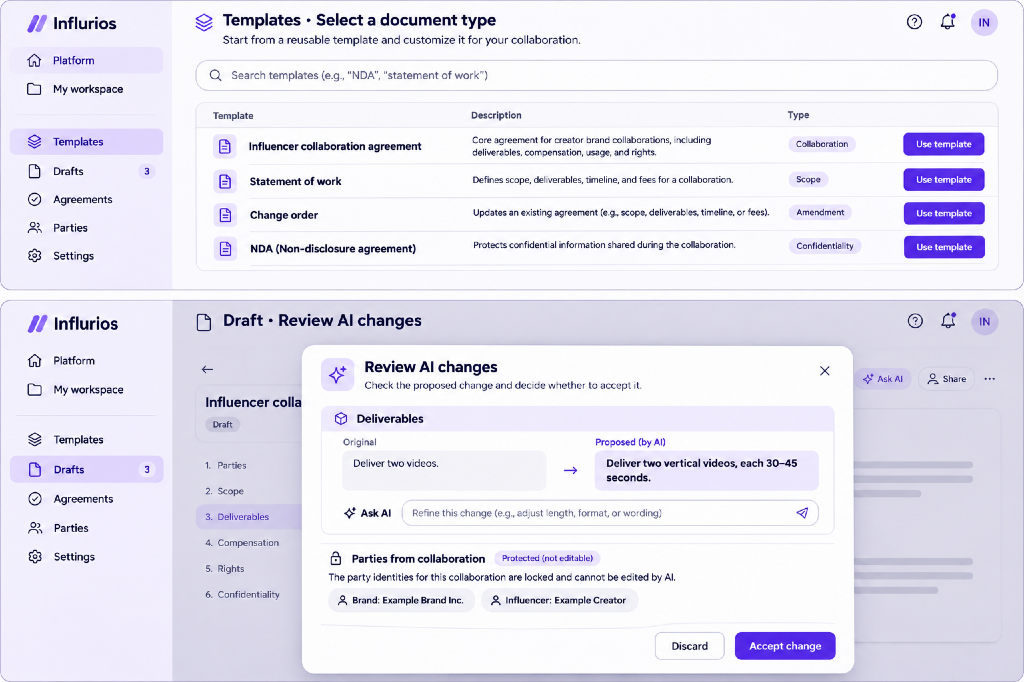 Influrios
Platform
My workspace
Templates
Drafts 3
Agreements
Parties
Settings
Templates • Select a document type
Start from a reusable template and customize it for your collaboration.
IN
Search templates (e.g., “NDA”, “statement of work”)
Template Description Type
Influencer collaboration agreement
Core agreement for creator brand collaborations, including
deliverables, compensation, usage, and rights.
Collaboration
Use template
Statement of work
Defines scope, deliverables, timeline, and fees for a collaboration.
Scope
Use template
Change order
Updates an existing agreement (e.g., scope, deliverables, timeline, or fees).
Amendment
Use template
NDA (Non-disclosure agreement)
Protects confidential information shared during the collaboration.
Confidentiality
Use template
Influrios
Platform
My workspace
Templates
Drafts 3
Agreements
Parties
Settings
Draft • Review AI changes
IN
Influencer colla
Draft
Ask AI
Share
1. Parties
2. Scope
3. Deliverables
4. Compensation
5. Rights
6. Confidentiality
Review AI changes
Check the proposed change and decide whether to accept it.
Deliverables
Original
Deliver two videos.
Proposed (by AI)
Deliver two vertical videos, each 30–45
seconds.
Ask AI
Refine this change (e.g., adjust length, format, or wording)
Parties from collaboration
Protected (not editable)
The party identities for this collaboration are locked and cannot be edited by AI.
Brand: Example Brand Inc.
Influencer: Example Creator
Discard
Accept change